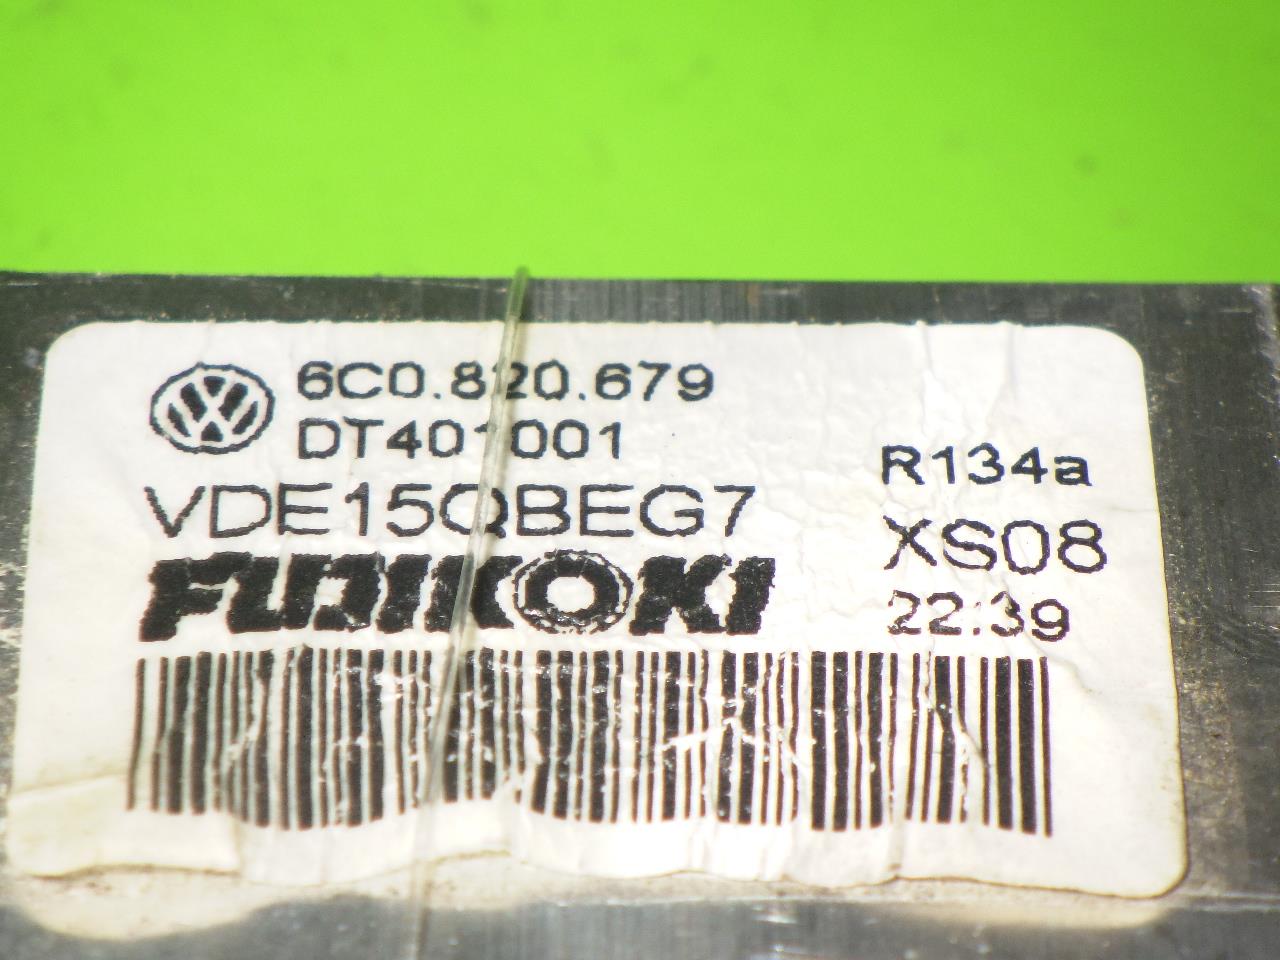 6C0.820.679
DT401001
VDE15QBEG7
FUJIKOKI
R134a
XS08
22:39